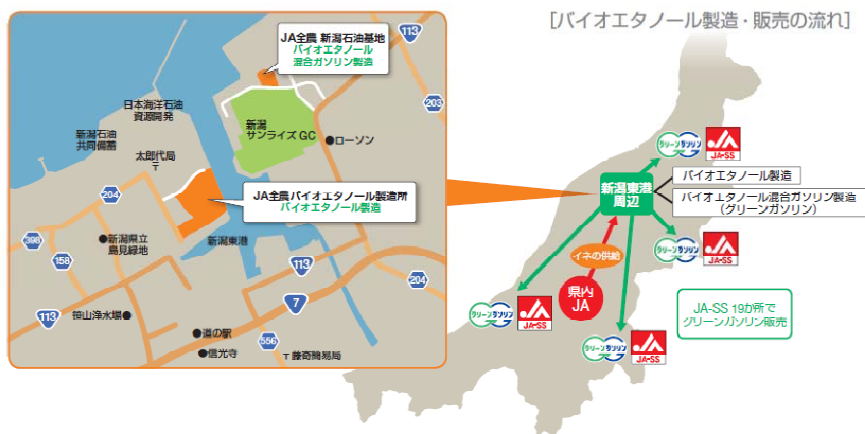 [バイオエタノール製造・販売の流れ]
113
JA全農 新潟石油基地
バイオエタノール
混合ガソリン製造
203
日本海洋石油
資源開発
新潟石油
共同備蓄
新潟
サンライズGC
●ローソン
太郎代局
〒
204
JA全農バイオエタノール製造所
バイオエタノール製造
398
158
●新潟県立
島見緑地
新潟東港
113
204
7
113
笹山浄水場●
●道の駅
●信光寺
556
〒藤寄簡易局
グリーンガソリン
JA-SS
新潟東港
周辺
バイオエタノール製造
バイオエタノール混合ガソリン製造
(グリーンガソリン)
イネの供給
県内
JA
グリーンガソリン
JA-SS
グリーンガソリン
JA-SS
グリーンガソリン
JA-SS
JA-SS 19か所で
グリーンガソリン販売